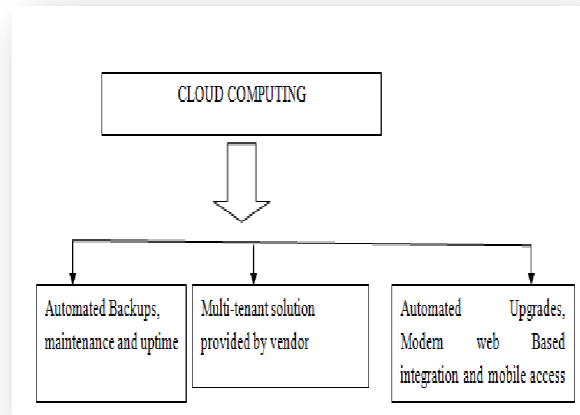 CLOUD COMPUTING
Automated Backups,
maintenance and uptime
Multi-tenant solution
provided by vendor
Automated Upgrades,
Modern web Based
integration and mobile access